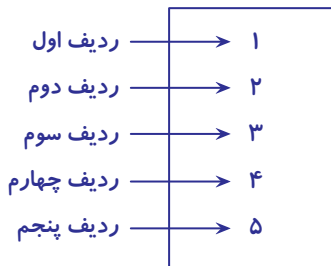 ردیف اول ۱
ردیف دوم ۲
ردیف سوم ۳
ردیف چهارم ۴
ردیف پنجم ۵